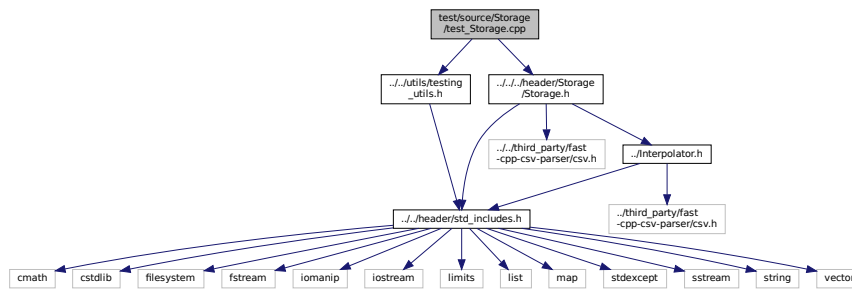 test/source/Storage
/test_Storage.cpp
../../utils/testing
_utils.h
../../../header/Storage
/Storage.h
../../third_party/fast
-cpp-csv-parser/csv.h
../Interpolator.h
../third_party/fast
-cpp-csv-parser/csv.h
../../header/std_includes.h
cmath
cstdlib
filesystem
fstream
iomanip
iostream
limits
list
map
stdexcept
sstream
string
vector